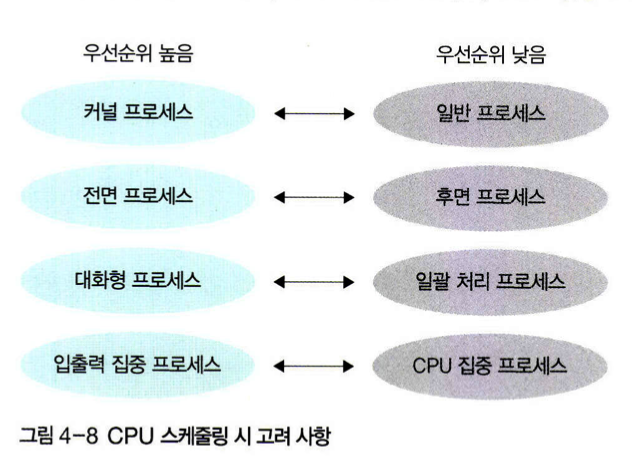 우선순위 높음 우선순위 낮음
커널 프로세스 일반 프로세스
전면 프로세스 후면 프로세스
대화형 프로세스 일괄 처리 프로세스
입출력 집중 프로세스 CPU 집중 프로세스
그림 4-8 CPU 스케줄링 시 고려 사항